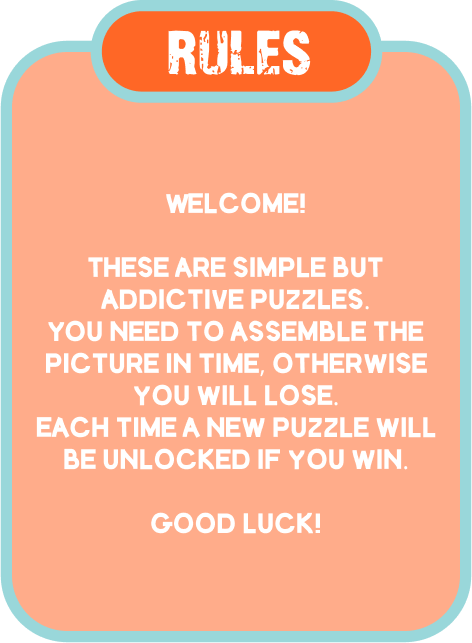 RULES
WELCOME!
THESE ARE SIMPLE BUT
ADDICTIVE PUZZLES.
YOU NEED TO ASSEMBLE THE
PICTURE IN TIME, OTHERWISE
YOU WILL LOSE.
EACH TIME A NEW PUZZLE WILL
BE UNLOCKED IF YOU WIN.
GOOD LUCK!